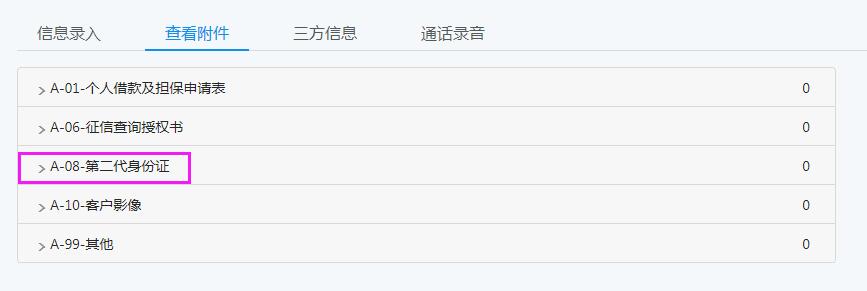 信息录入 查看附件 三方信息 通话录音
A-01-个人借款及担保申请表 0
A-06-征信查询授权书 0
A-08-第二代身份证 0
A-10-客户影像 0
A-99-其他 0